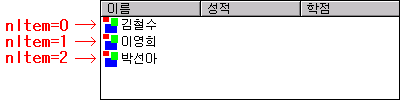 이름 성적 학점
nItem=0 김철수
nItem=1 이영희
nItem=2 박선아